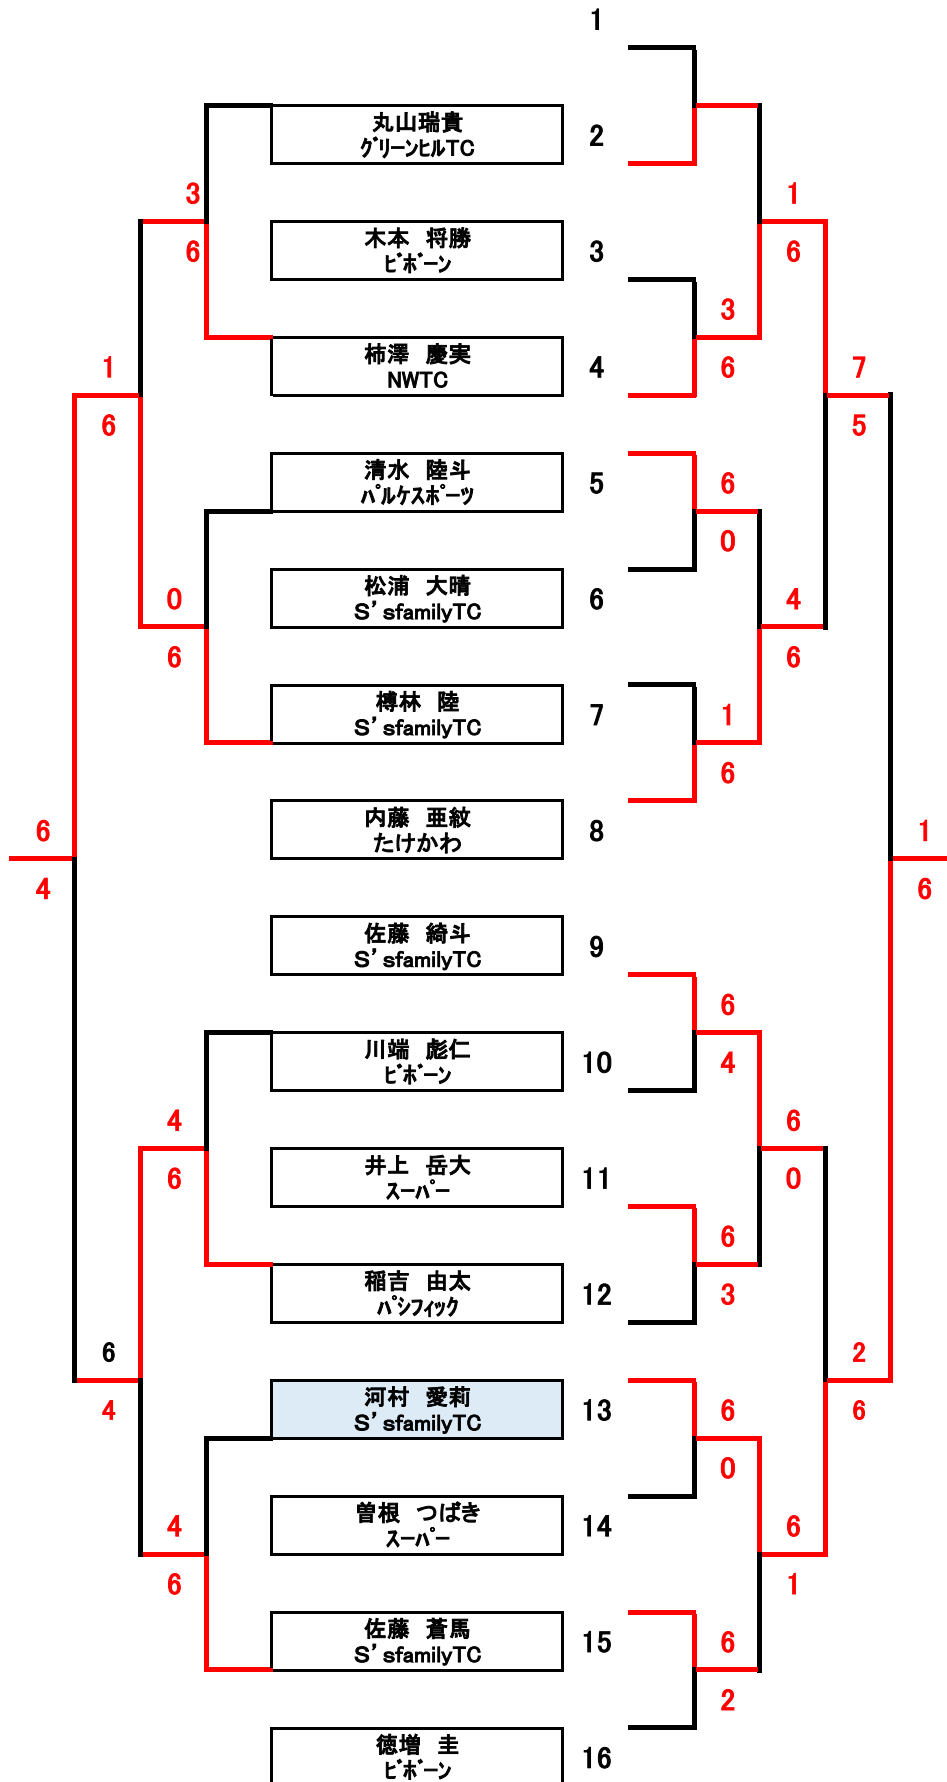 1
丸山瑞貴
グリーンヒルTC
2
3
1
6
木本 将勝
ビボーン
3
6
3
1
柿澤 慶実
NWTC
4
6
7
6
5
清水 陸斗
パルケスポーツ
5
6
0
0
松浦 大晴
S'sfamilyTC
6
4
6
6
榑林 陸
S'sfamilyTC
7
1
6
内藤 亜紋
たけかわ
8
6
1
4
6
佐藤 綺斗
S'sfamilyTC
9
6
川端 彪仁
ビボーン
10
4
4
6
6
0
井上 岳大
スーパー
11
6
稲吉 由太
パシフィック
12
3
6
2
4
6
河村 愛莉
S'sfamilyTC
13
6
0
曽根 つばき
スーパー
14
4
6
6
1
佐藤 蒼馬
S'sfamilyTC
15
6
2
徳増 圭
ビボーン
16